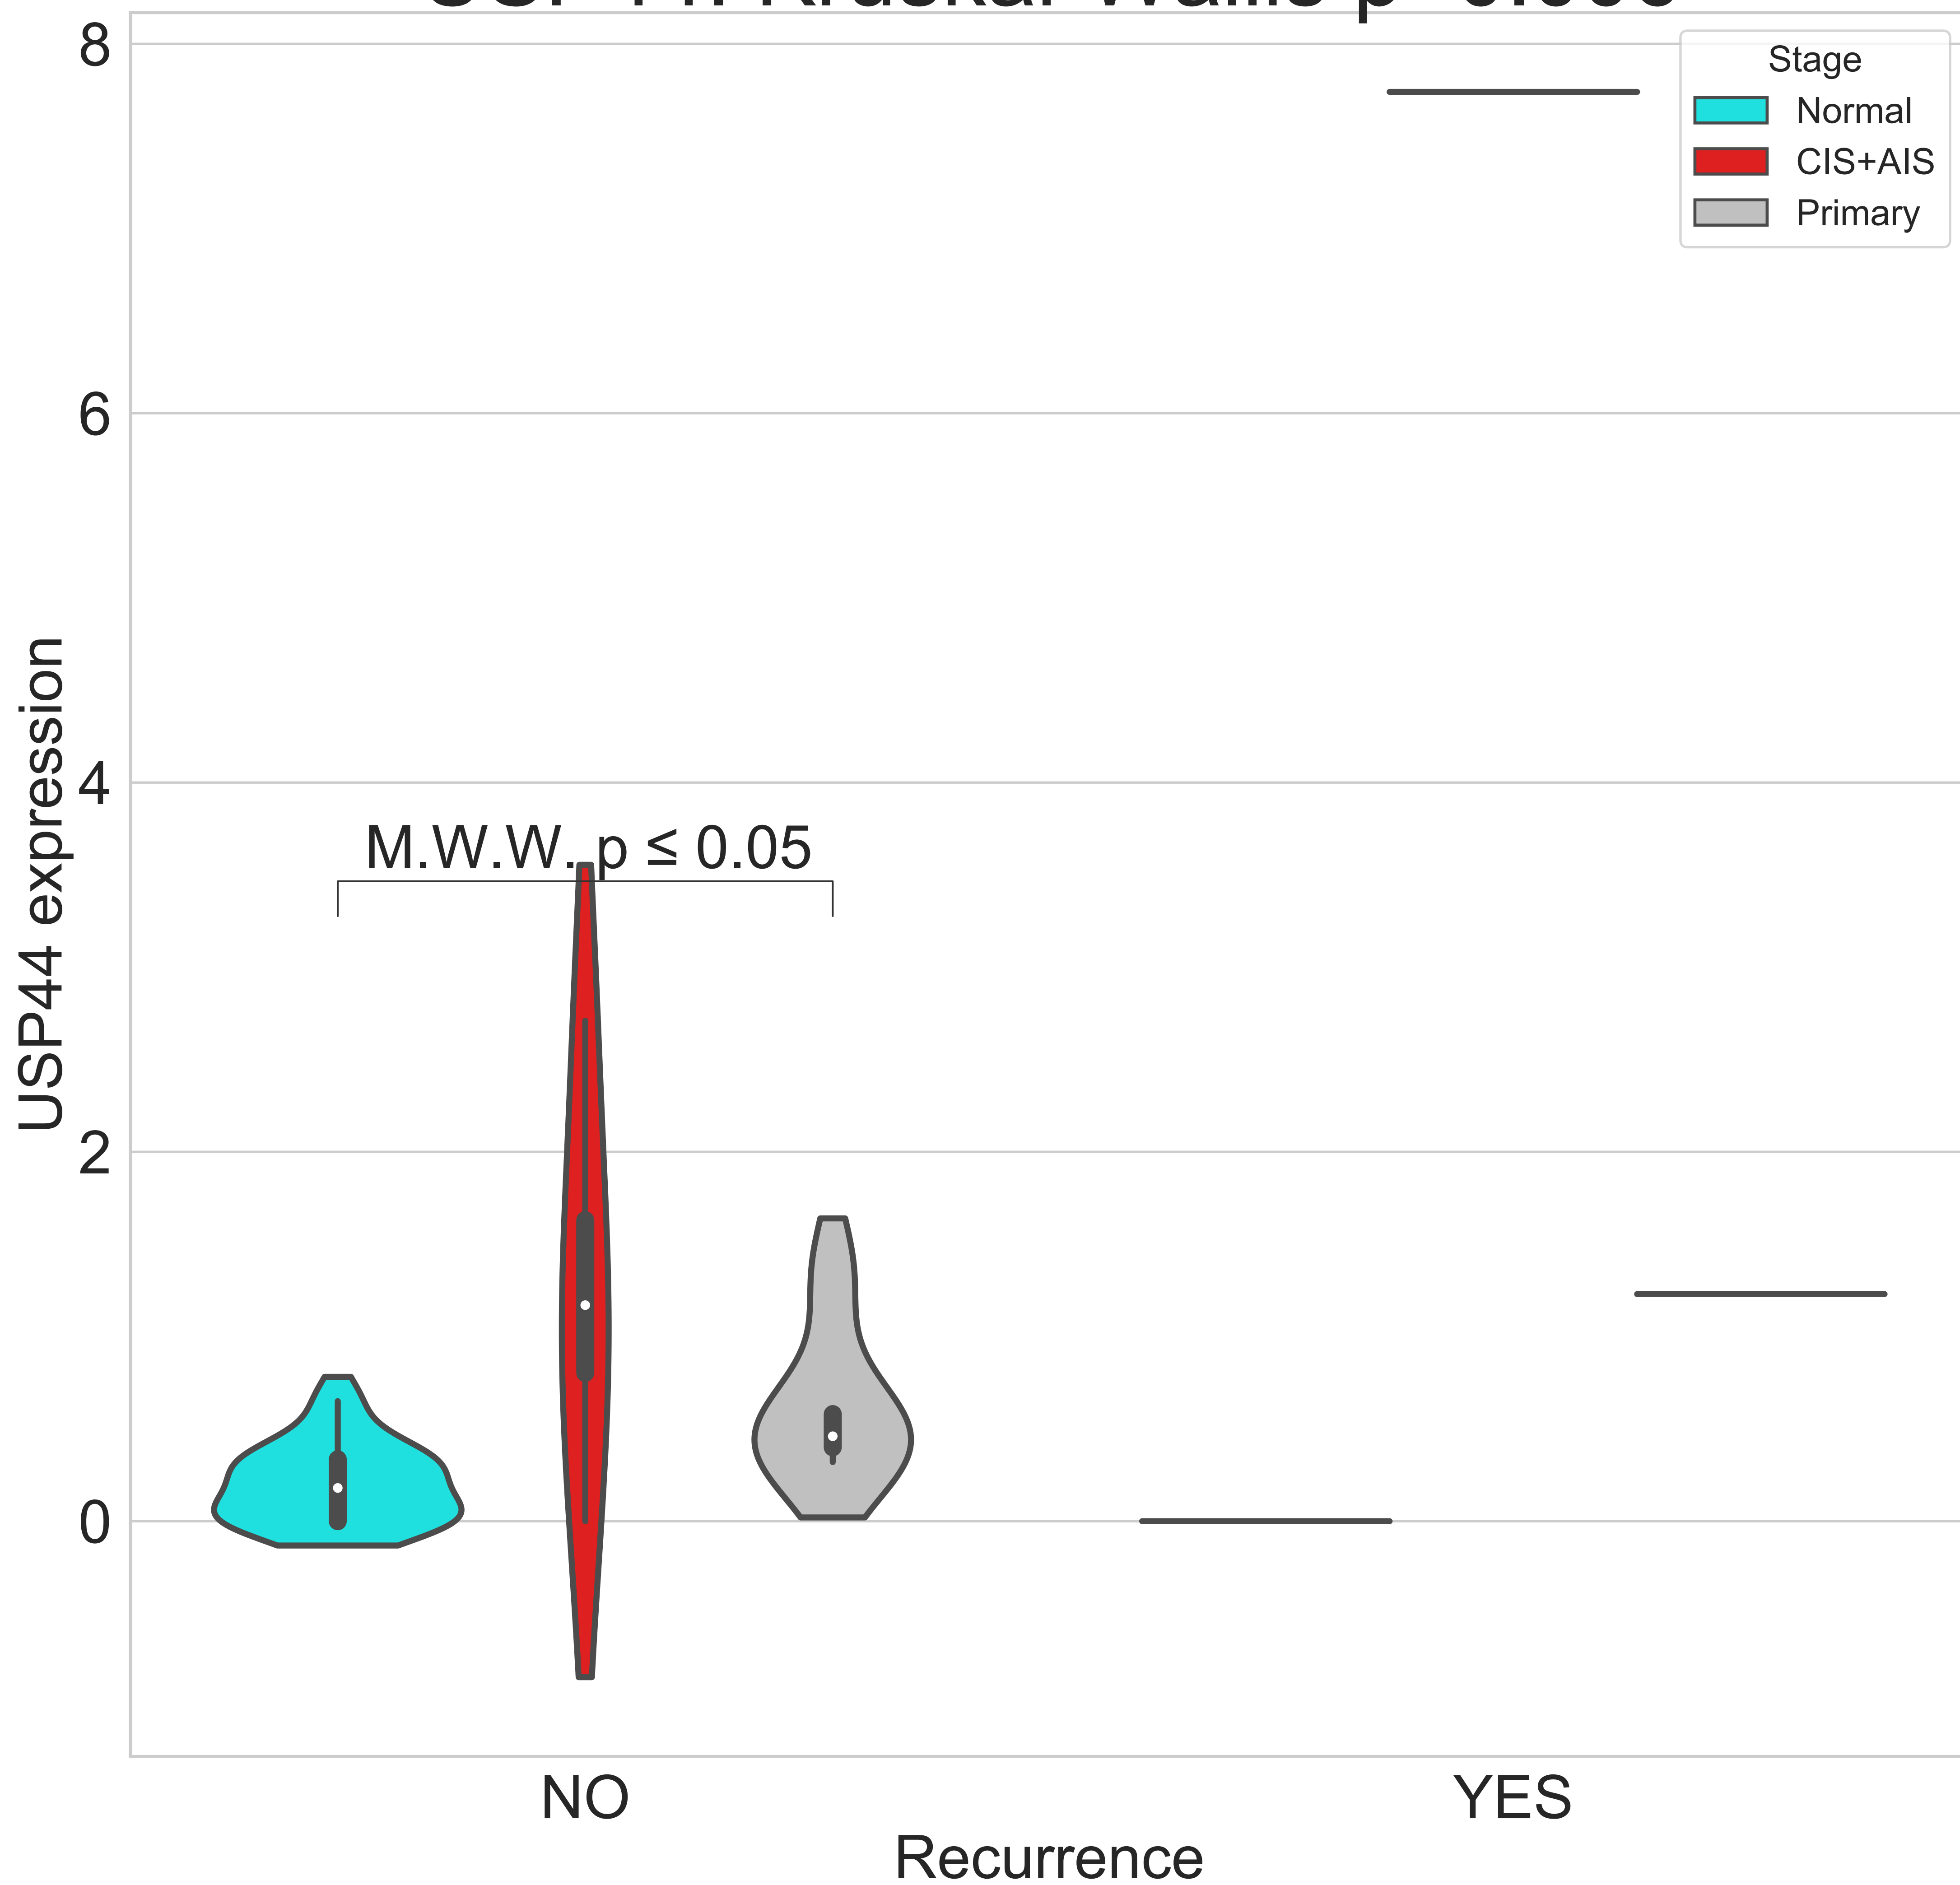 8
6
4
2
0
USP44 expression
Stage
Normal
CIS+AIS
Primary
M.W.W. p ≤ 0.05
NO
YES
Recurrence